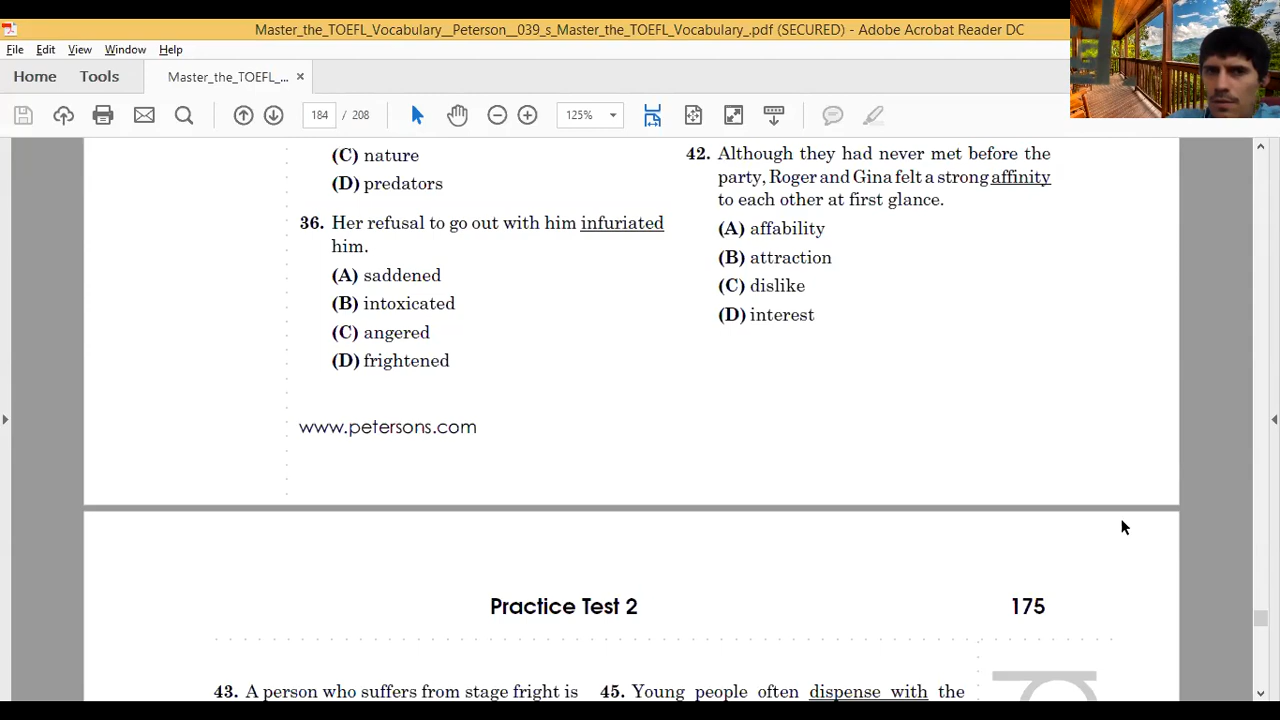 Master_the_TOEFL_Vocabulary__Peterson__039_s_Master_the_TOEFL_Vocabulary_.pdf (SECURED) - Adobe Acrobat Reader DC
File Edit View Window Help
Home Tools Master_the_TOEFL_... ×
184 / 208 125%
(C) nature
(D) predators
36. Her refusal to go out with him infuriated
him.
(A) saddened
(B) intoxicated
(C) angered
(D) frightened
www.petersons.com
42. Although they had never met before the
party, Roger and Gina felt a strong affinity
to each other at first glance.
(A) affability
(B) attraction
(C) dislike
(D) interest
Practice Test 2 175
43. A person who suffers from stage fright is
45. Young people often dispense with the